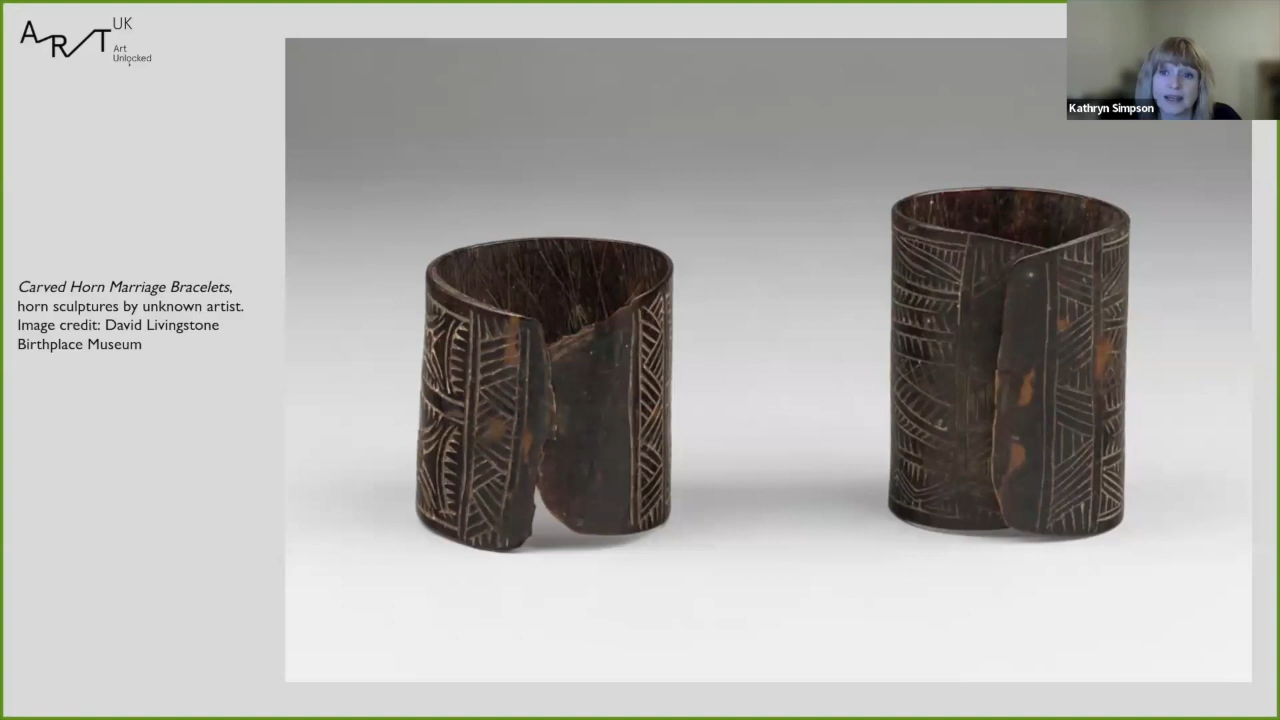 ART UK
Art
Unlocked
Kathryn Simpson
Carved Horn Marriage Bracelets,
horn sculptures by unknown artist.
Image credit: David Livingstone
Birthplace Museum